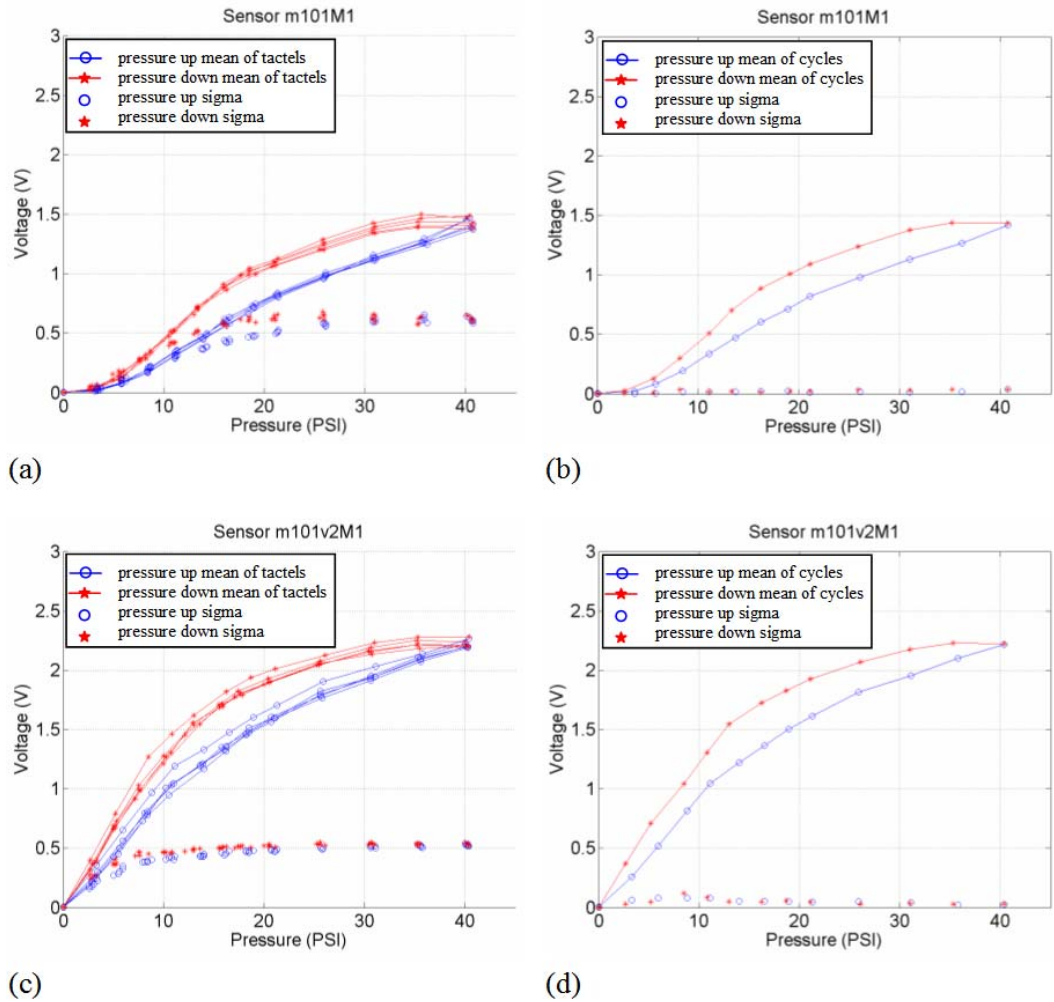 Sensor m101M1
3
2.5
2
1.5
1
0.5
0
Voltage (V)
pressure up mean of tactels
pressure down mean of tactels
pressure up sigma
pressure down sigma
0 10 20 30 40
Pressure (PSI)
(a)
Sensor m101M1
3
2.5
2
1.5
1
0.5
0
Voltage (V)
pressure up mean of cycles
pressure down mean of cycles
pressure up sigma
pressure down sigma
0 10 20 30 40
Pressure (PSI)
(b)
Sensor m101v2M1
3
2.5
2
1.5
1
0.5
0
Voltage (V)
pressure up mean of tactels
pressure down mean of tactels
pressure up sigma
pressure down sigma
0 10 20 30 40
Pressure (PSI)
(c)
Sensor m101v2M1
3
2.5
2
1.5
1
0.5
0
Voltage (V)
pressure up mean of cycles
pressure down mean of cycles
pressure up sigma
pressure down sigma
0 10 20 30 40
Pressure (PSI)
(d)